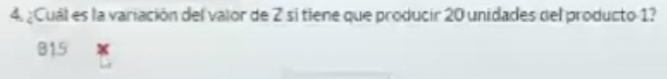 4. ¿Cuál es la variación del valor de Z si tiene que producir 20 unidades del producto 1?
815